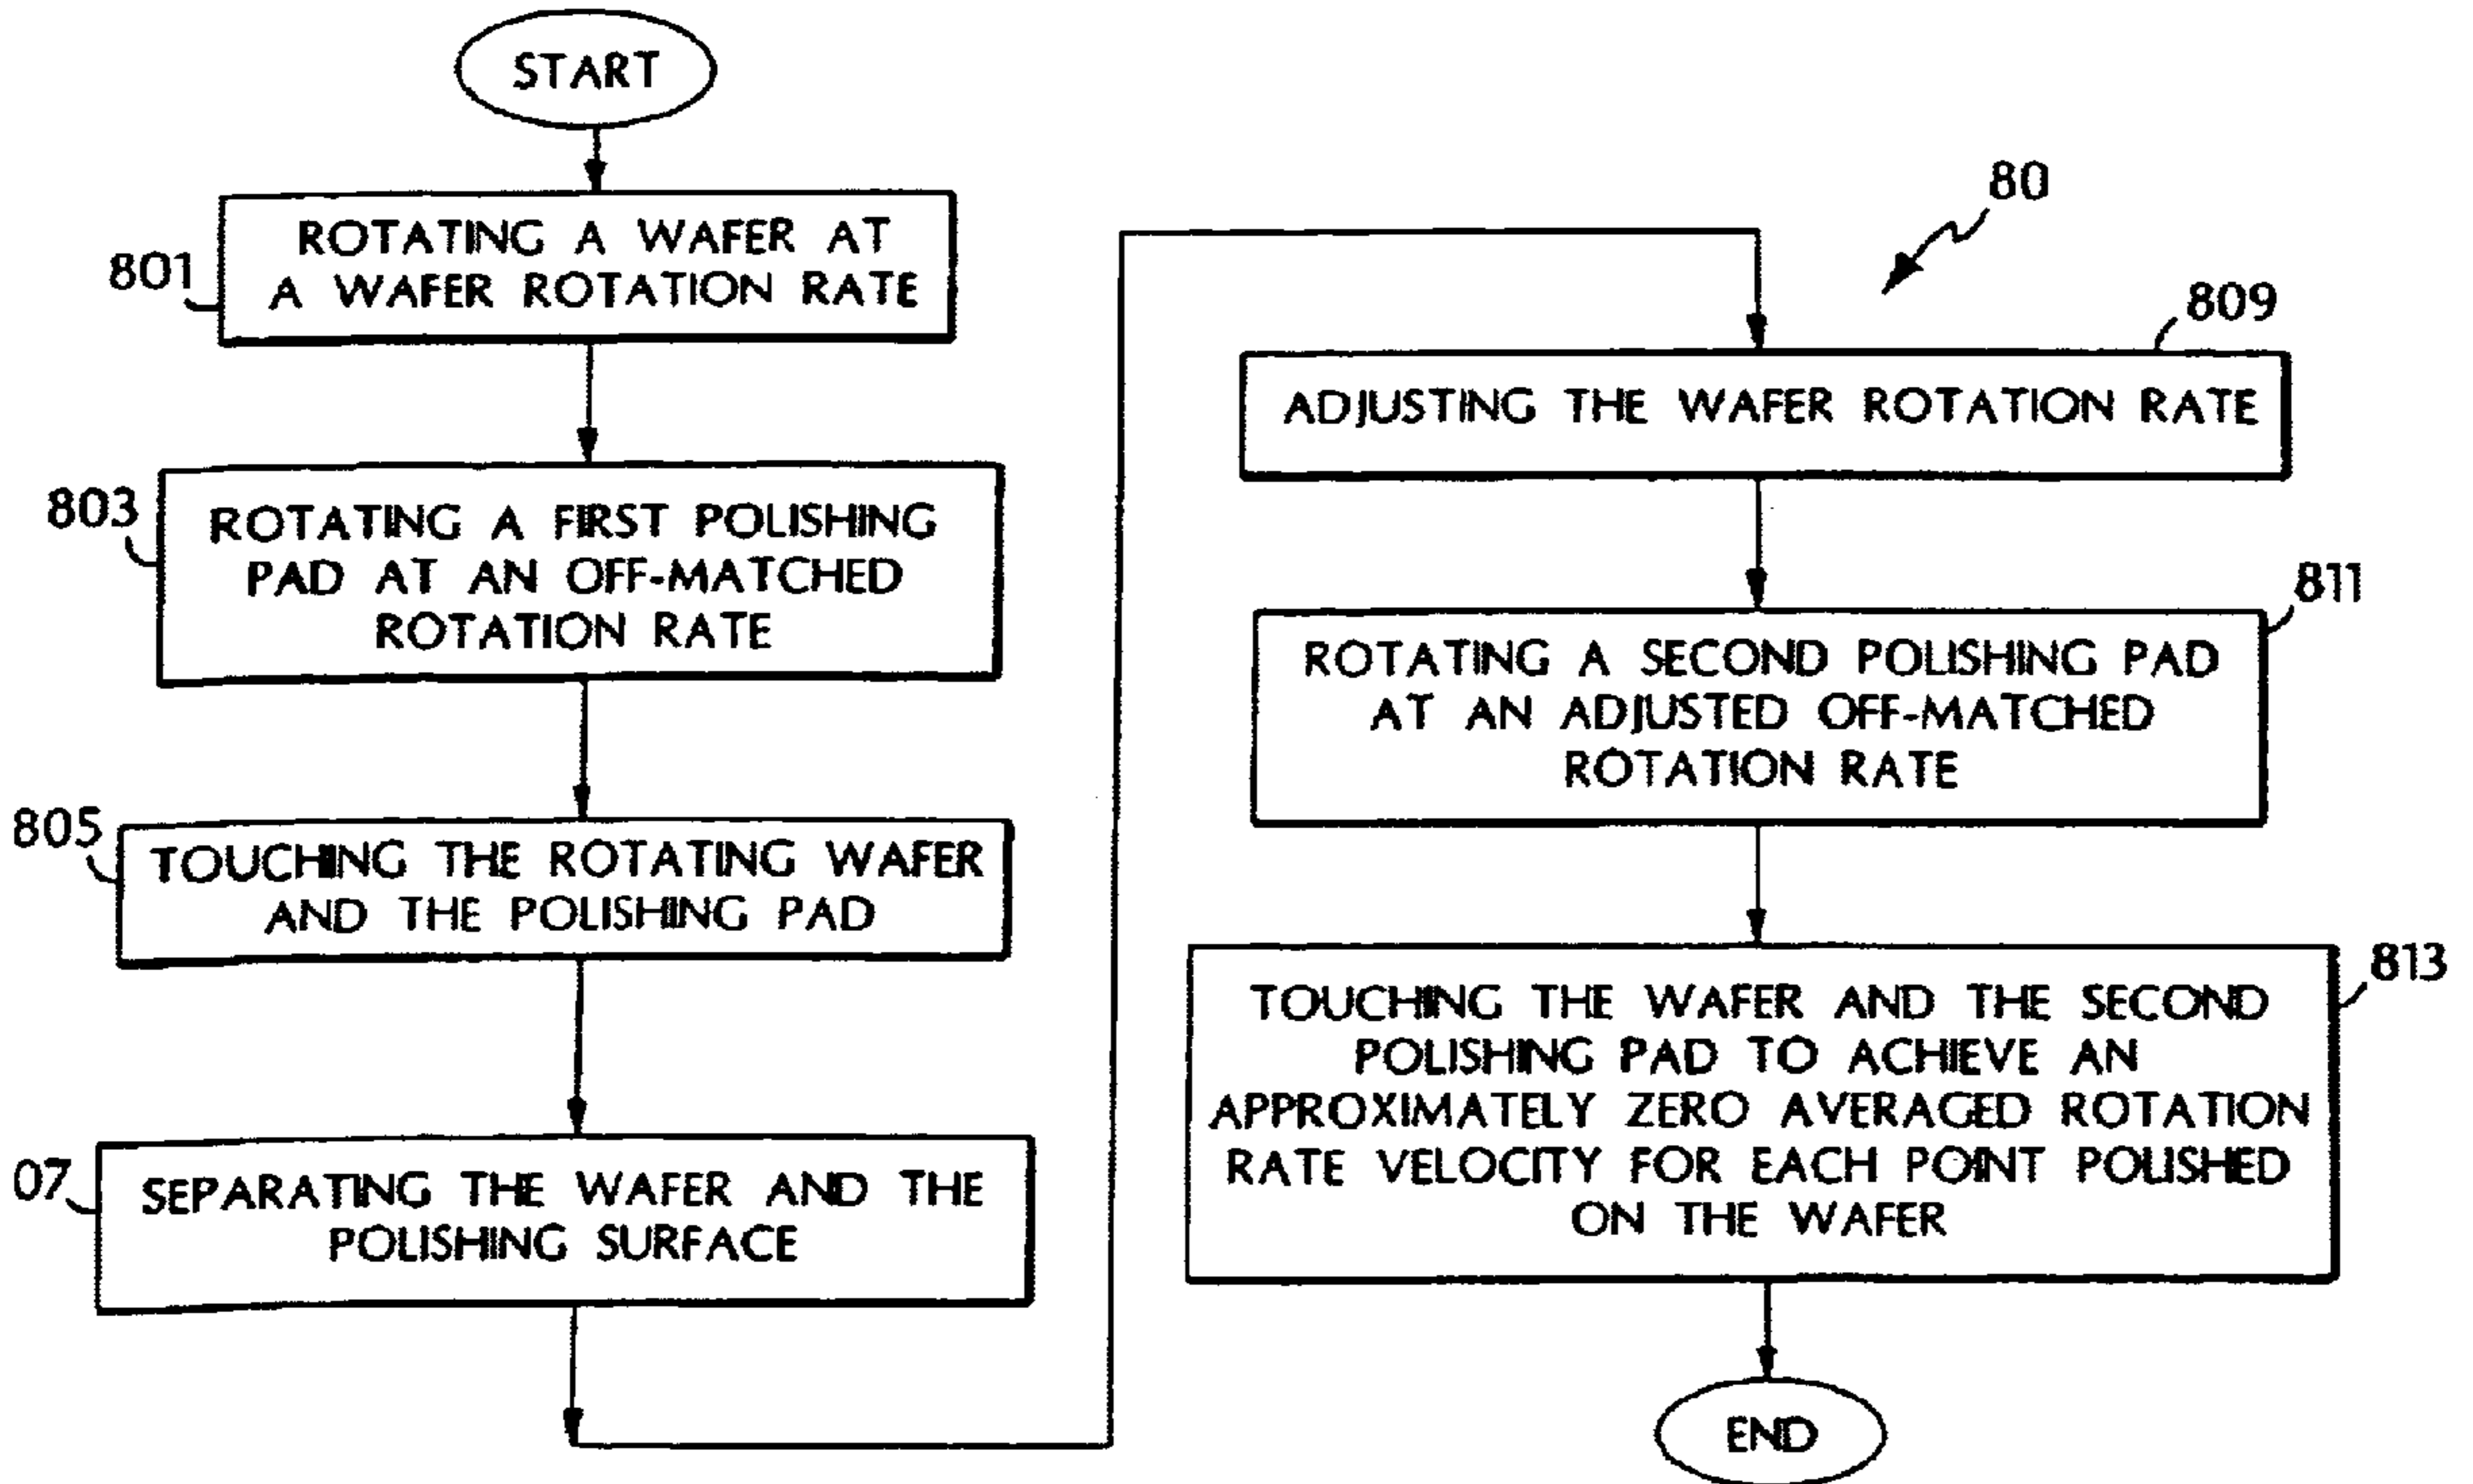 START
801
ROTATING A WAFER AT
A WAFER ROTATION RATE
803
ROTATING A FIRST POLISHING
PAD AT AN OFF-MATCHED
ROTATION RATE
805
TOUCHING THE ROTATING WAFER
AND THE POLISHING PAD
07
SEPARATING THE WAFER AND THE
POLISHING SURFACE
80
809
ADJUSTING THE WAFER ROTATION RATE
811
ROTATING A SECOND POLISHING PAD
AT AN ADJUSTED OFF-MATCHED
ROTATION RATE
813
TOUCHING THE WAFER AND THE SECOND
POLISHING PAD TO ACHIEVE AN
APPROXIMATELY ZERO AVERAGED ROTATION
RATE VELOCITY FOR EACH POINT POLISHED
ON THE WAFER
END